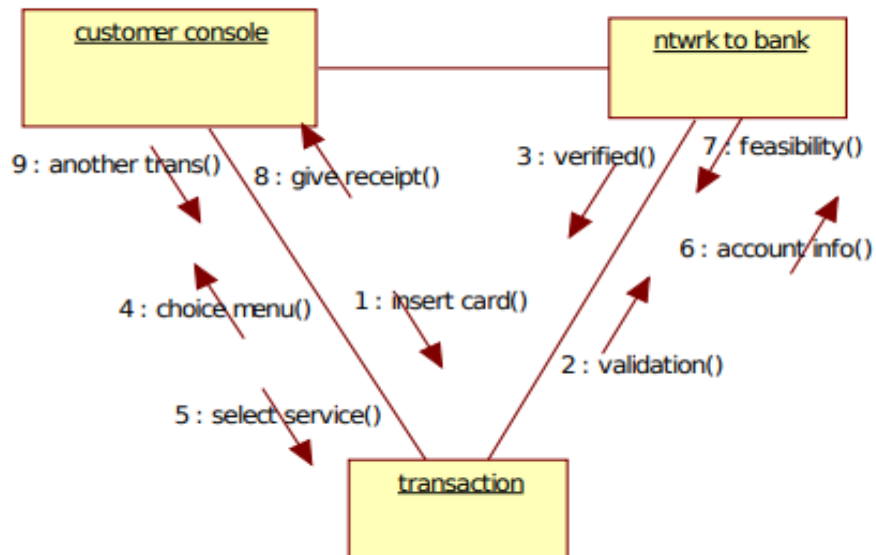 customer console
ntwrk to bank
9 : another trans()
8 : give receipt()
3 : verified()
7 : feasibility()
6 : account info()
4 : choice menu()
1 : insert card()
2 : validation()
5 : select service()
transaction